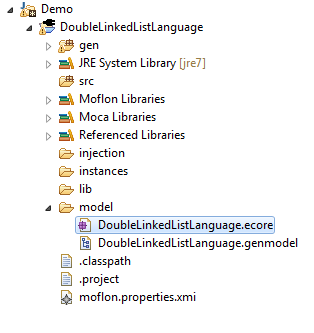 Demo
DoubleLinkedListLanguage
gen
JRE System Library [jre7]
src
Moflon Libraries
Moca Libraries
Referenced Libraries
injection
instances
lib
model
DoubleLinkedListLanguage.ecore
DoubleLinkedListLanguage.genmodel
.classpath
.project
moflon.properties.xmi